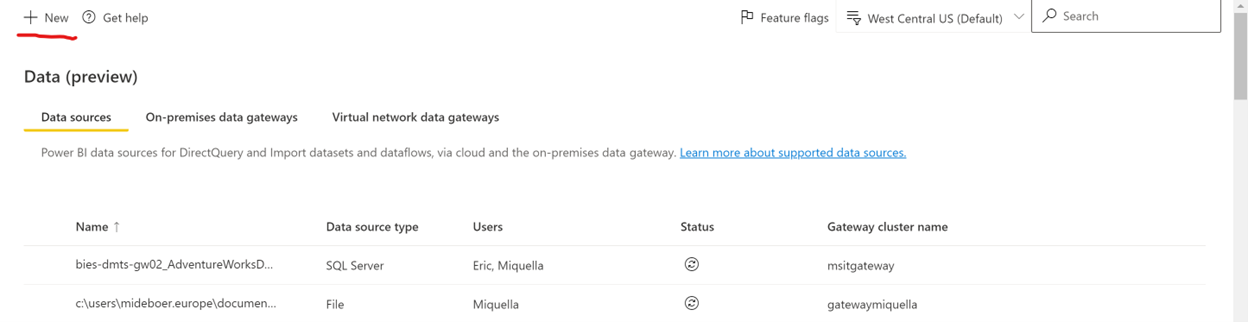 New Get help Feature flags West Central US (Default) Search
Data (preview)
Data sources On-premises data gateways Virtual network data gateways
Power BI data sources for DirectQuery and Import datasets and dataflows, via cloud and the on-premises data gateway. Learn more about supported data sources.
Name ↑ Data source type Users Status Gateway cluster name
bies-dmts-gw02_AdventureWorksD... SQL Server Eric, Miquella msitgateway
c:\users\mideboer.europe\documen... File Miquella gatewaymiquella